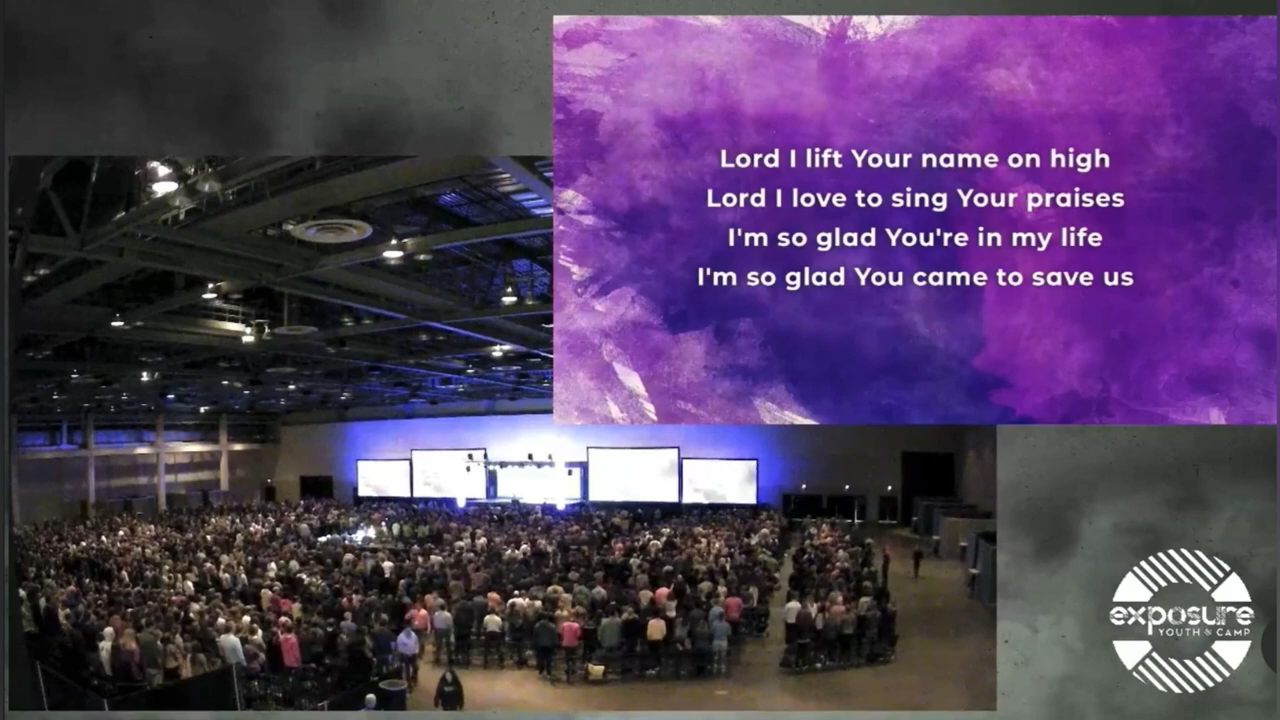 Lord I lift Your name on high
Lord I love to sing Your praises
I'm so glad You're in my life
I'm so glad You came to save us
exposure
YOUTH CAMP